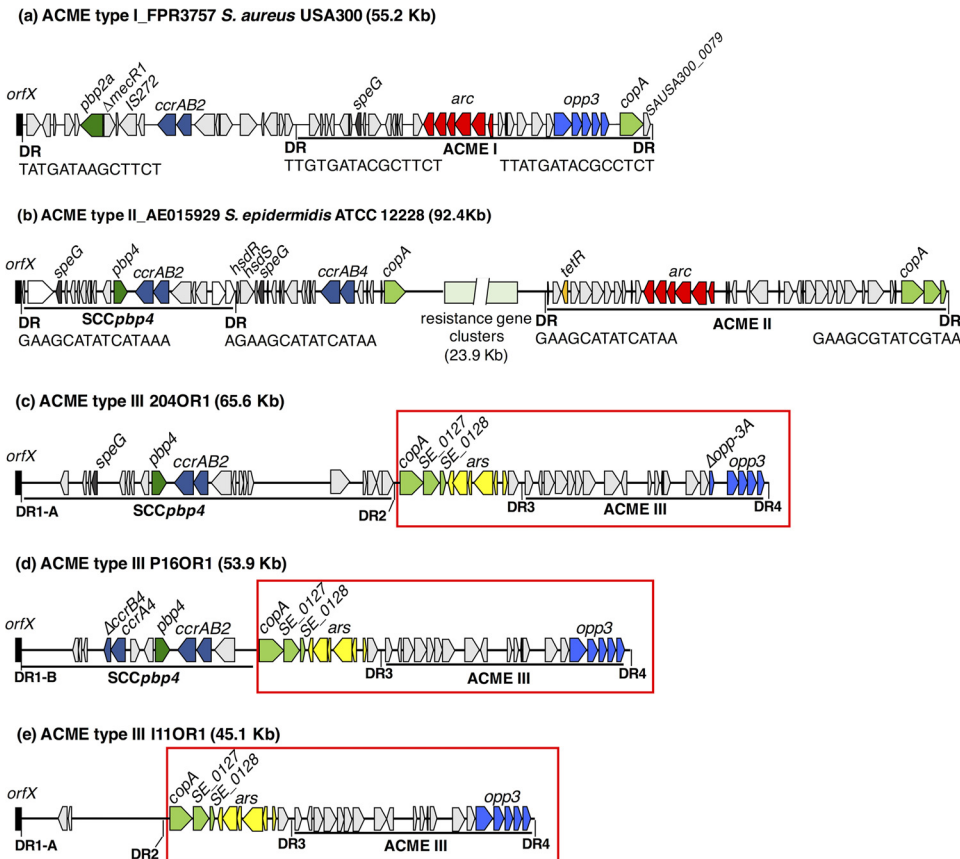 (a) ACME type I_FPR3757 S. aureus USA300 (55.2 Kb)
orfX pbp2a ΔmecR1 IS272 ccrAB2 speG arc opp3 copA SAUSA300_0079
DR DR ACME I DR
TATGATAAGCTTCT TTGTGATACGCTTCT TTATGATACGCCTCT
(b) ACME type II_AE015929 S. epidermidis ATCC 12228 (92.4Kb)
orfX speG pbp4 ccrAB2 hsdR hsdS speG ccrAB4 copA tetR arc copA
DR SCCpbp4 DR resistance gene DR ACME II DR
clusters
(23.9 Kb)
GAAGCATATCATAAA AGAAGCATATCATAA GAAGCATATCATAA GAAGCGTATCGTAA
(c) ACME type III 204OR1 (65.6 Kb)
orfX speG pbp4 ccrAB2 copA SE_0127 SE_0128 ars Δopp-3A opp3
DR1-A SCCpbp4 DR2 DR3 ACME III DR4
(d) ACME type III P16OR1 (53.9 Kb)
orfX ΔccrB4 ccrA4 pbp4 ccrAB2 copA SE_0127 SE_0128 ars opp3
DR1-B SCCpbp4 DR3 ACME III DR4
(e) ACME type III I11OR1 (45.1 Kb)
orfX copA SE_0127 SE_0128 ars opp3
DR1-A DR2 DR3 ACME III DR4